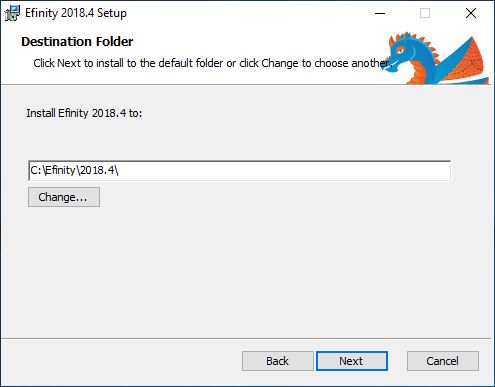 Efinity 2018.4 Setup
Destination Folder
Click Next to install to the default folder or click Change to choose another.
Install Efinity 2018.4 to:
C:\Efinity\2018.4\
Change...
Back
Next
Cancel